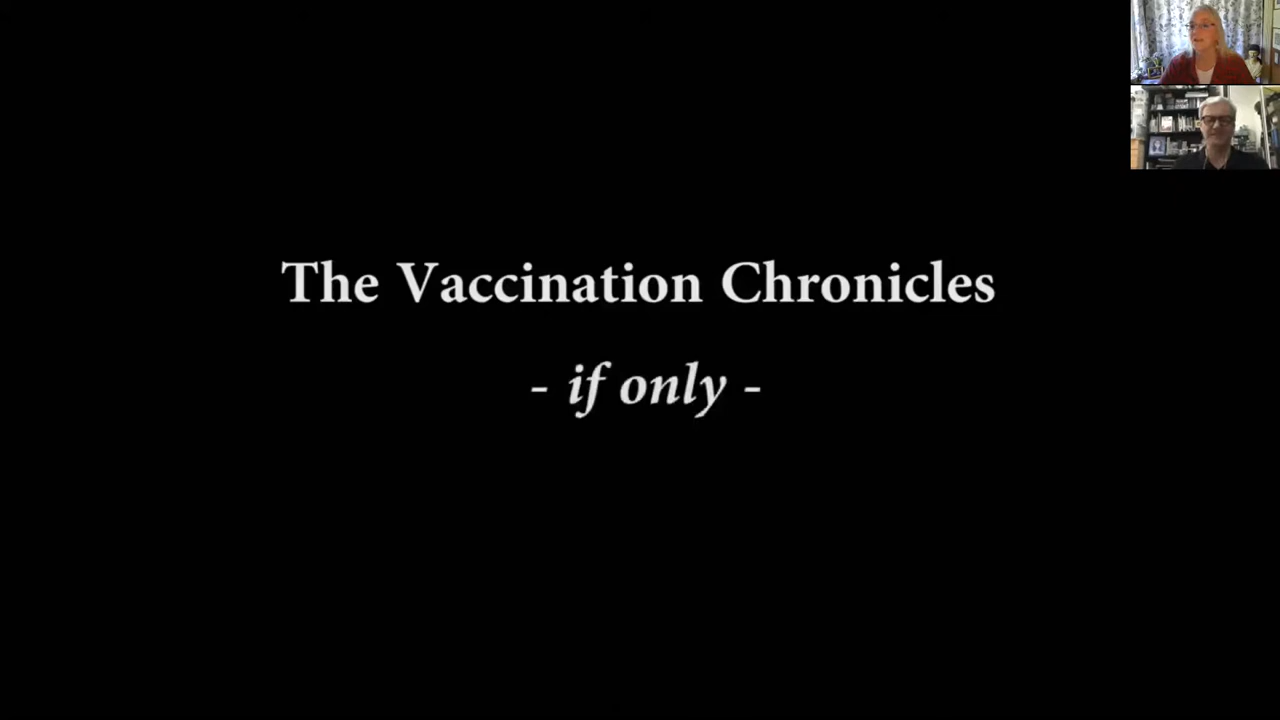 The Vaccination Chronicles
- if only -